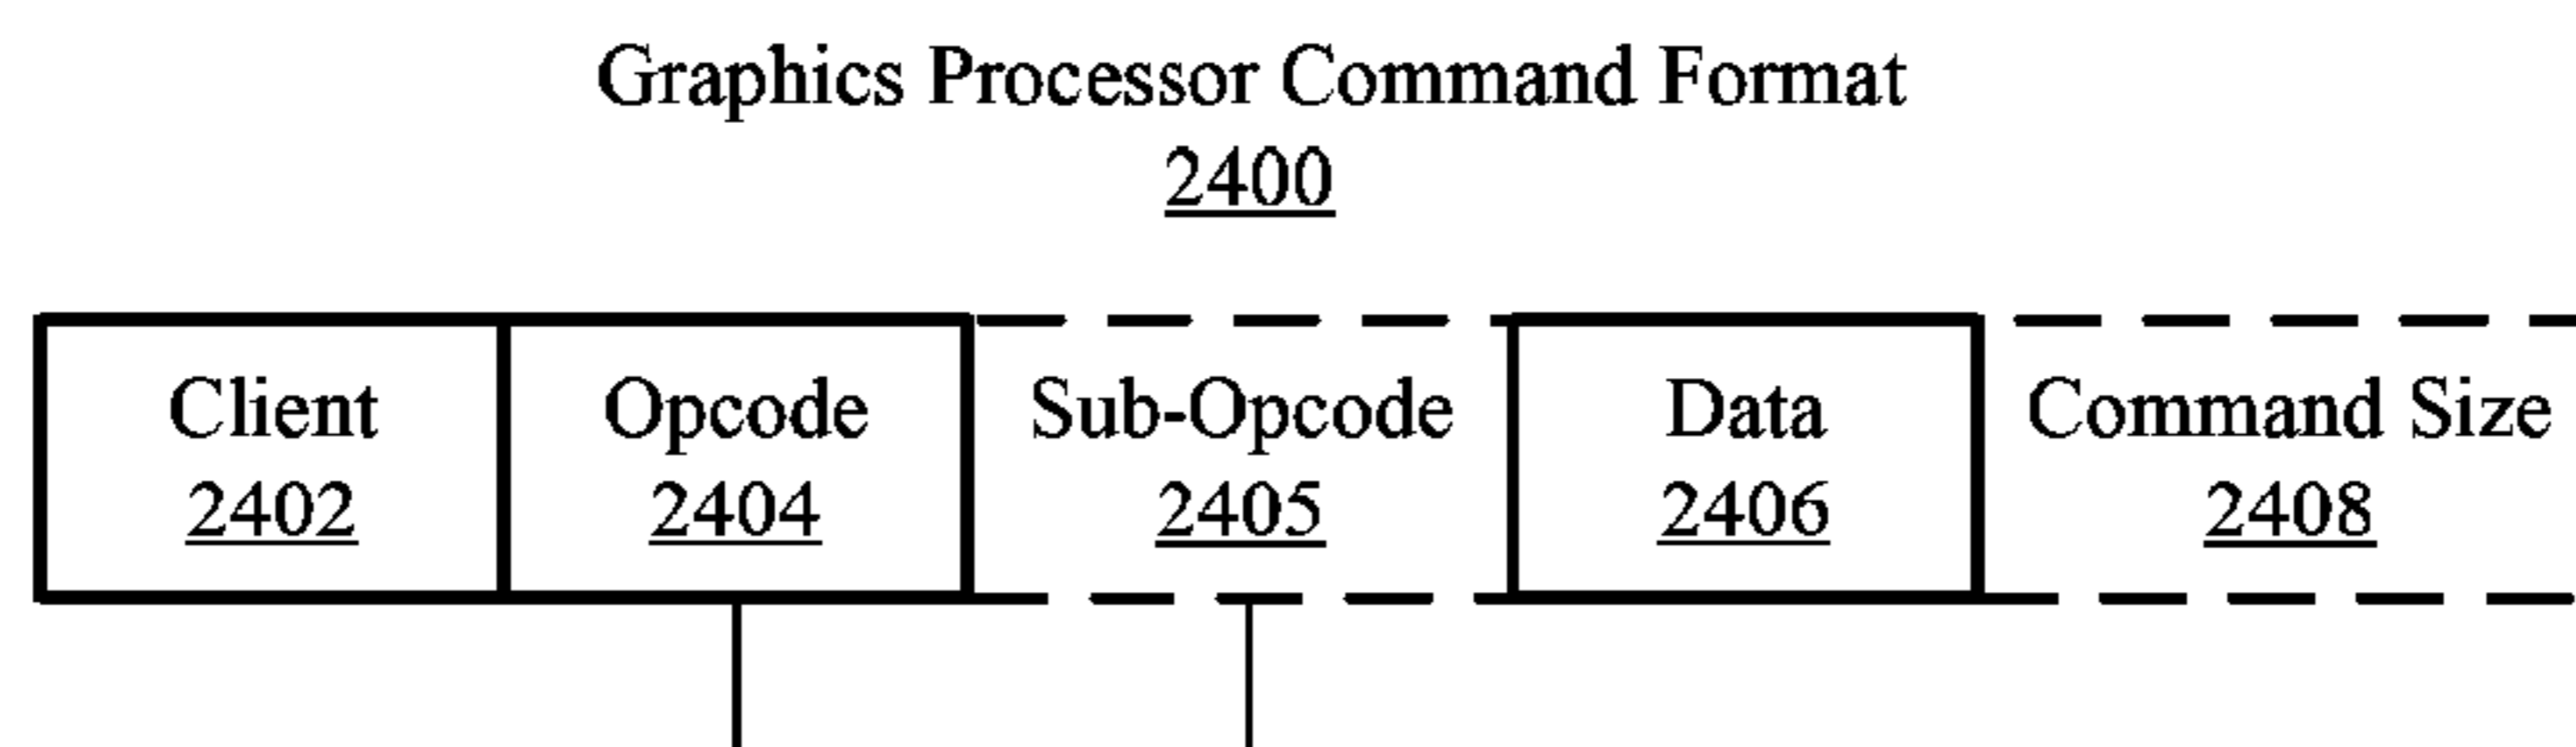 Graphics Processor Command Format
2400
Client Opcode Sub-Opcode Data Command Size
2402 2404 2405 2406 2408